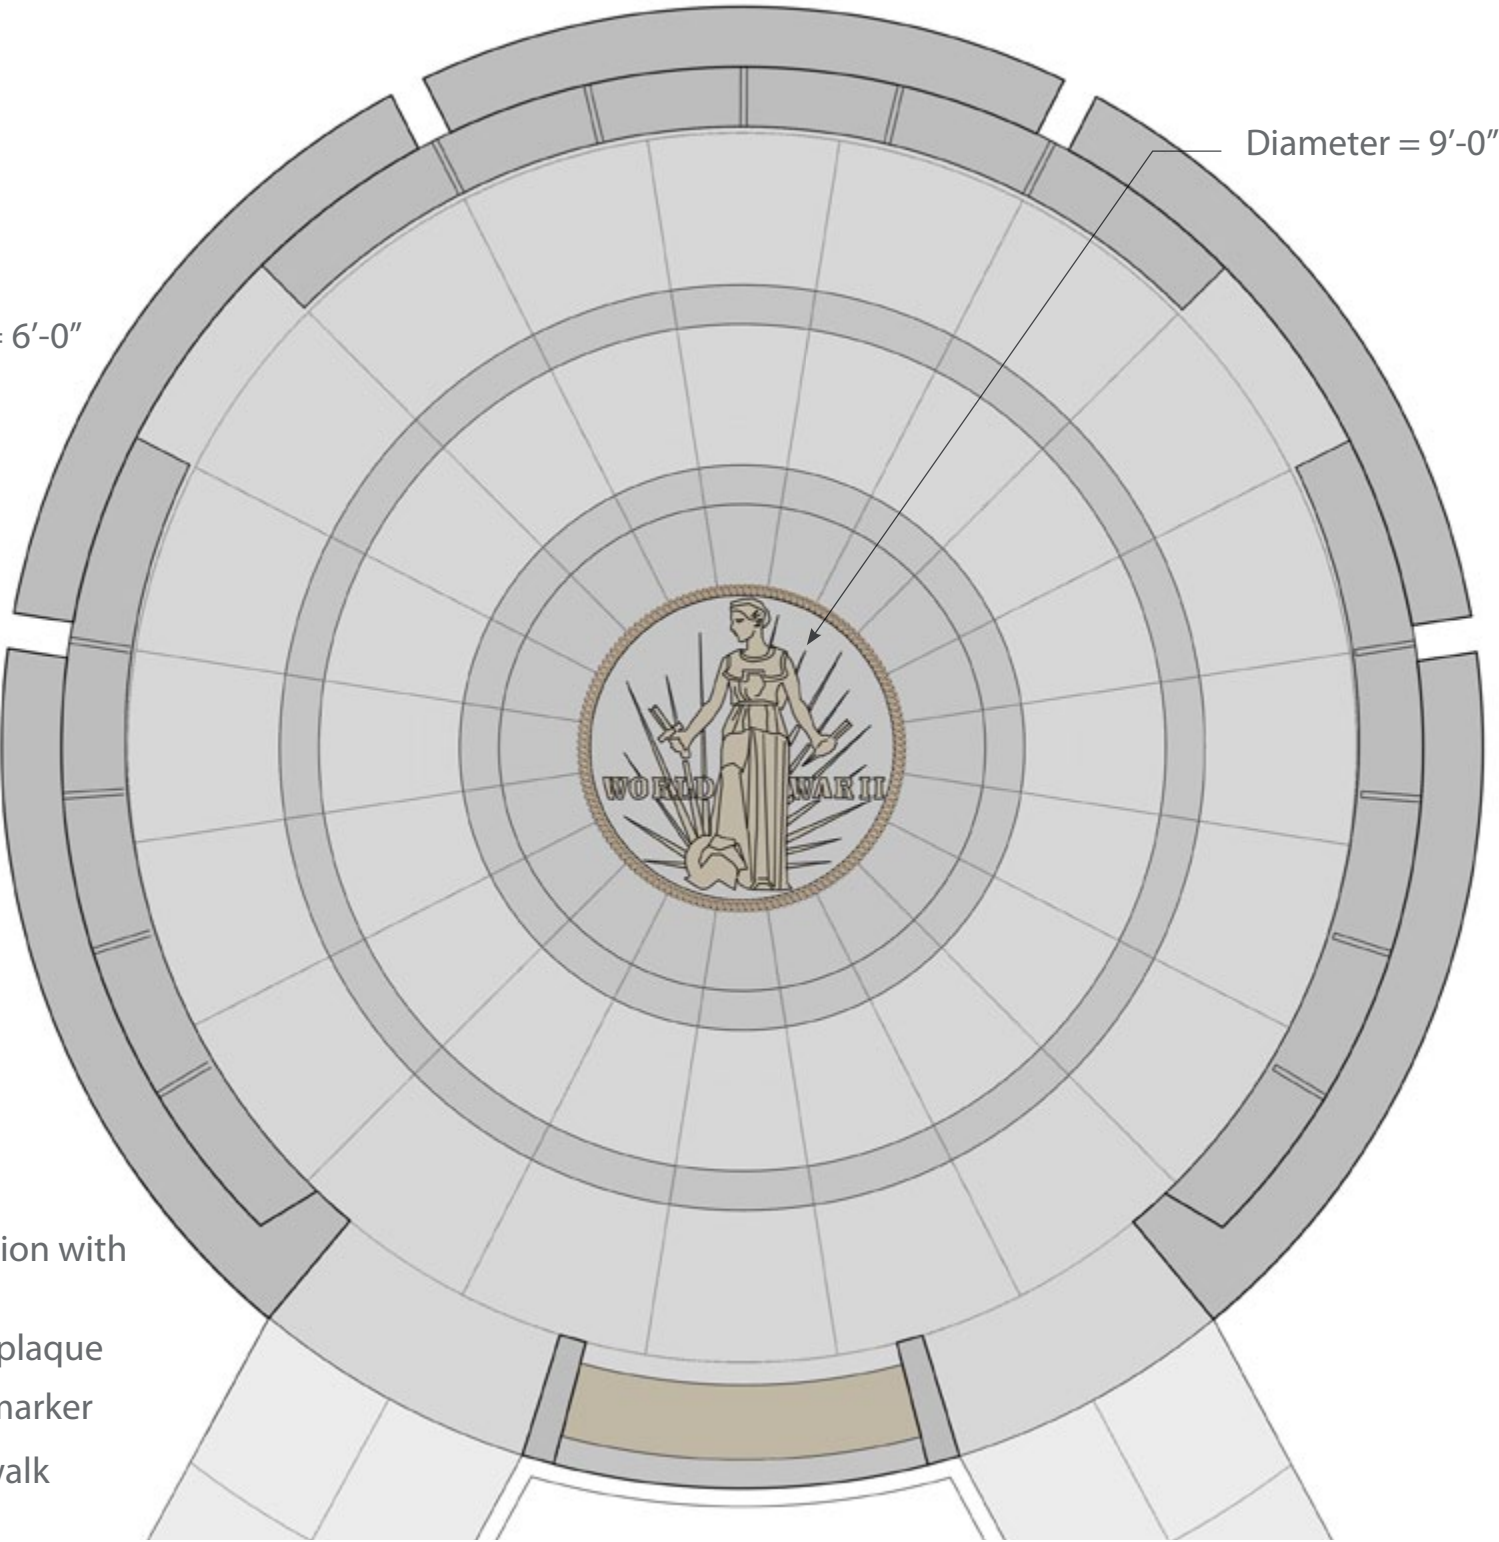 Diameter = 9’-0”
= 6’-0”
WORLD WAR II
ion with
plaque
marker
walk